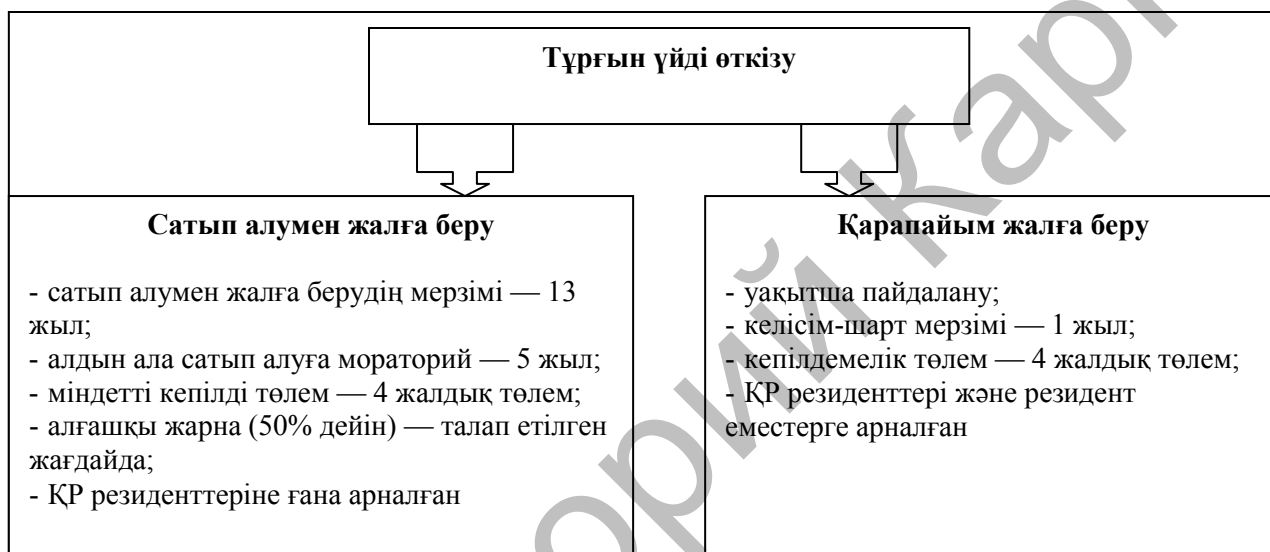 Тұрғын үйді өткізу
Сатып алумен жалға беру
- сатып алумен жалға берудің мерзімі — 13
жыл;
- алдын ала сатып алуға мораторий — 5 жыл;
- міндетті кепілді төлем — 4 жалдық төлем;
- алғашқы жарна (50% дейін) — талап етілген
жағдайда;
- ҚР резиденттеріне ғана арналған
Қарапайым жалға беру
- уақытша пайдалану;
- келісім-шарт мерзімі — 1 жыл;
- кепілдемелік төлем — 4 жалдық төлем;
- ҚР резиденттері және резидент
еместерге арналған